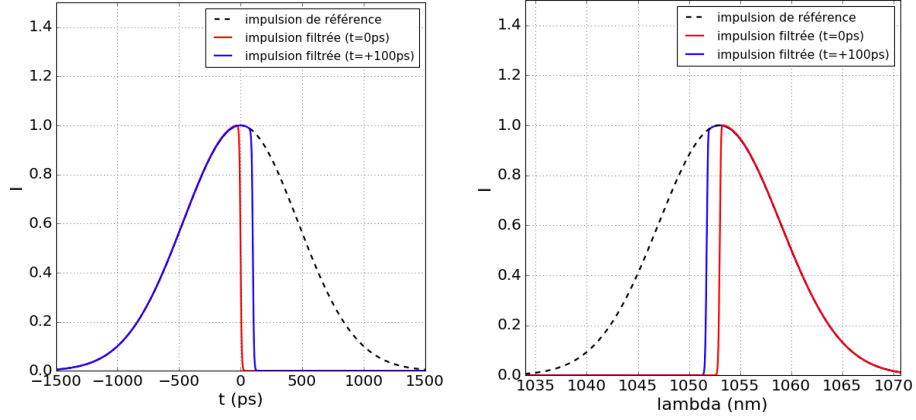 impulsion de référence
impulsion filtrée (t=0ps)
impulsion filtrée (t=+100ps)
1.4
1.2
1.0
0.8
0.6
0.4
0.2
0.0
I
−1500 −1000 −500 0 500 1000 1500
t (ps)
impulsion de référence
impulsion filtrée (t=0ps)
impulsion filtrée (t=+100ps)
1.4
1.2
1.0
0.8
0.6
0.4
0.2
0.0
I
1035 1040 1045 1050 1055 1060 1065 1070
lambda (nm)